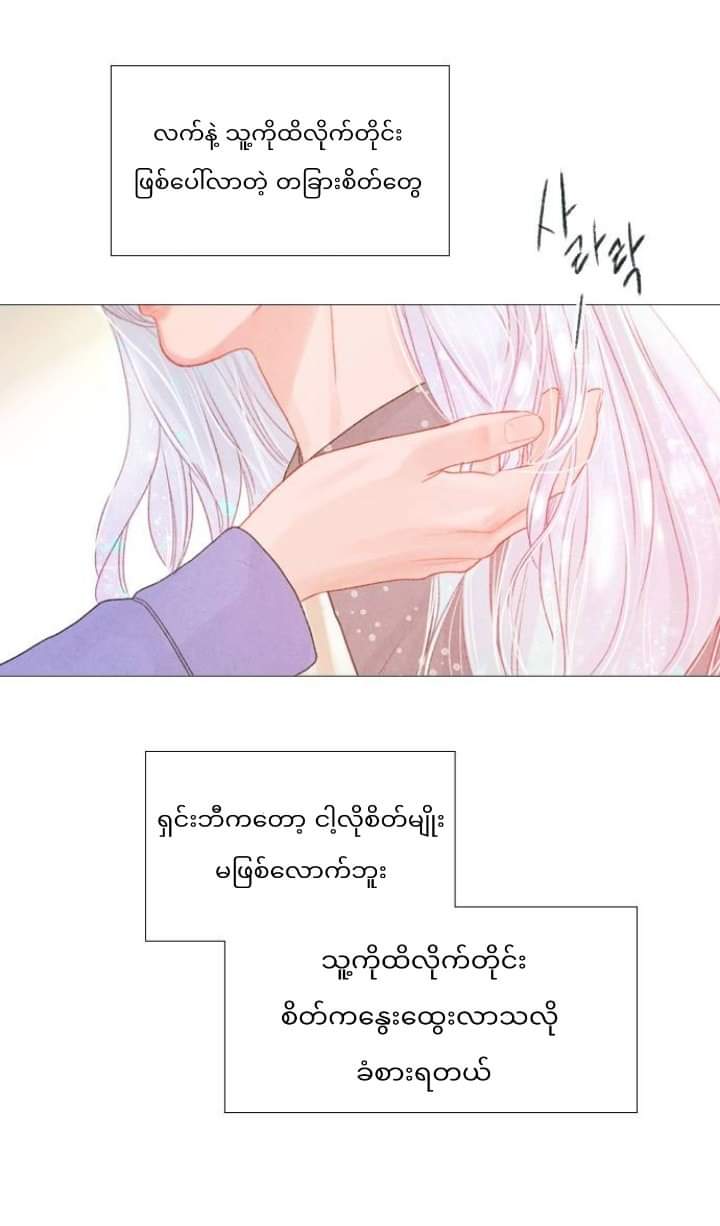 လက်နဲ့ သူ့ကိုထိလိုက်တိုင်း
ဖြစ်ပေါ်လာတဲ့ တခြားစိတ်တွေ
사라락
ရှင်းဘီကတော့ ငါ့လိုစိတ်မျိုး
မဖြစ်လောက်ဘူး
သူ့ကိုထိလိုက်တိုင်း
စိတ်ကနွေးထွေးလာသလို
ခံစားရတယ်